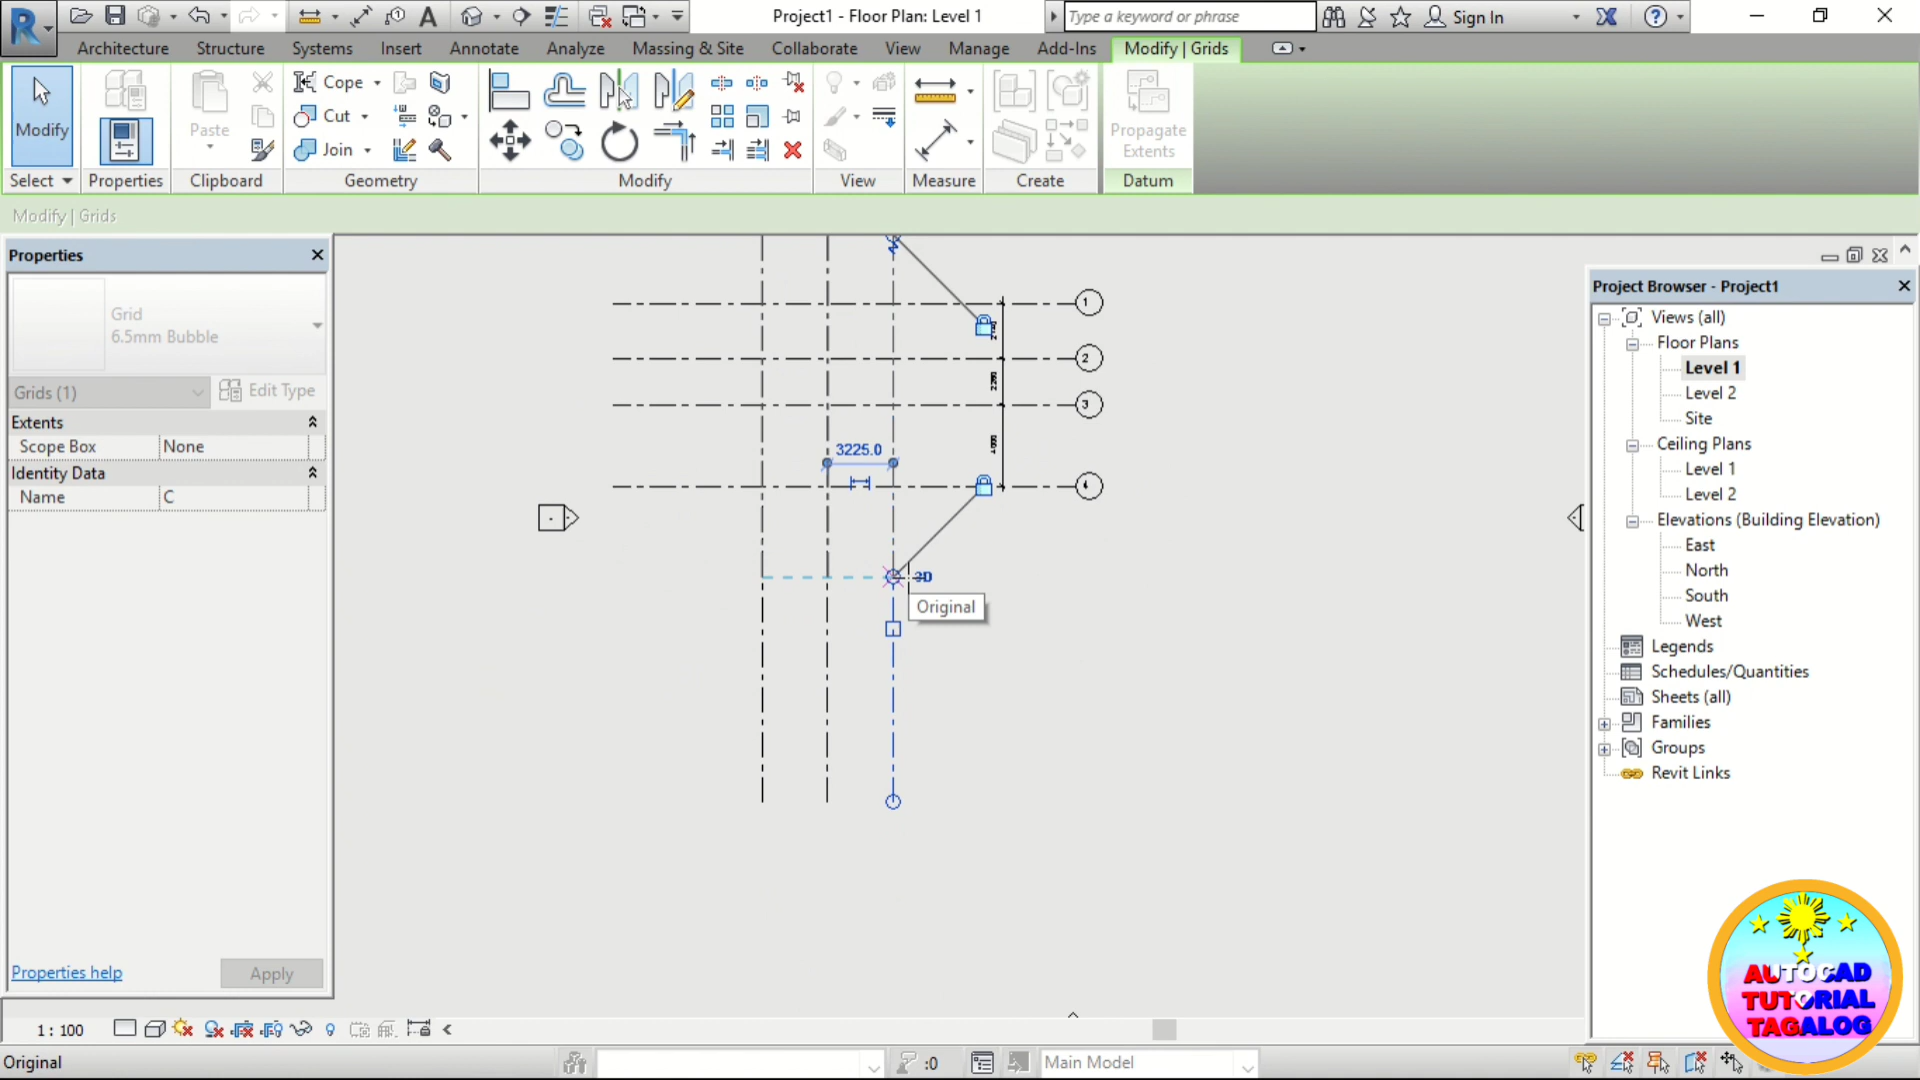 Project1 - Floor Plan: Level 1
Type a keyword or phrase
Sign In
Architecture
Structure
Systems
Insert
Annotate
Analyze
Massing & Site
Collaborate
View
Manage
Add-Ins
Modify | Grids
Modify
Paste
Cope
Cut
Join
Propagate
Extents
Select
Properties
Clipboard
Geometry
Modify
View
Measure
Create
Datum
Modify | Grids
Properties
Grid
6.5mm Bubble
Grids (1)
Edit Type
Extents
Scope Box
None
Identity Data
Name
C
Properties help
Apply
1
2
3
3225.0
3D
Original
Project Browser - Project1
Views (all)
Floor Plans
Level 1
Level 2
Site
Ceiling Plans
Level 1
Level 2
Elevations (Building Elevation)
East
North
South
West
Legends
Schedules/Quantities
Sheets (all)
Families
Groups
Revit Links
AUTOCAD
TUTORIAL
TAGALOG
1 : 100
Original
:0
Main Model